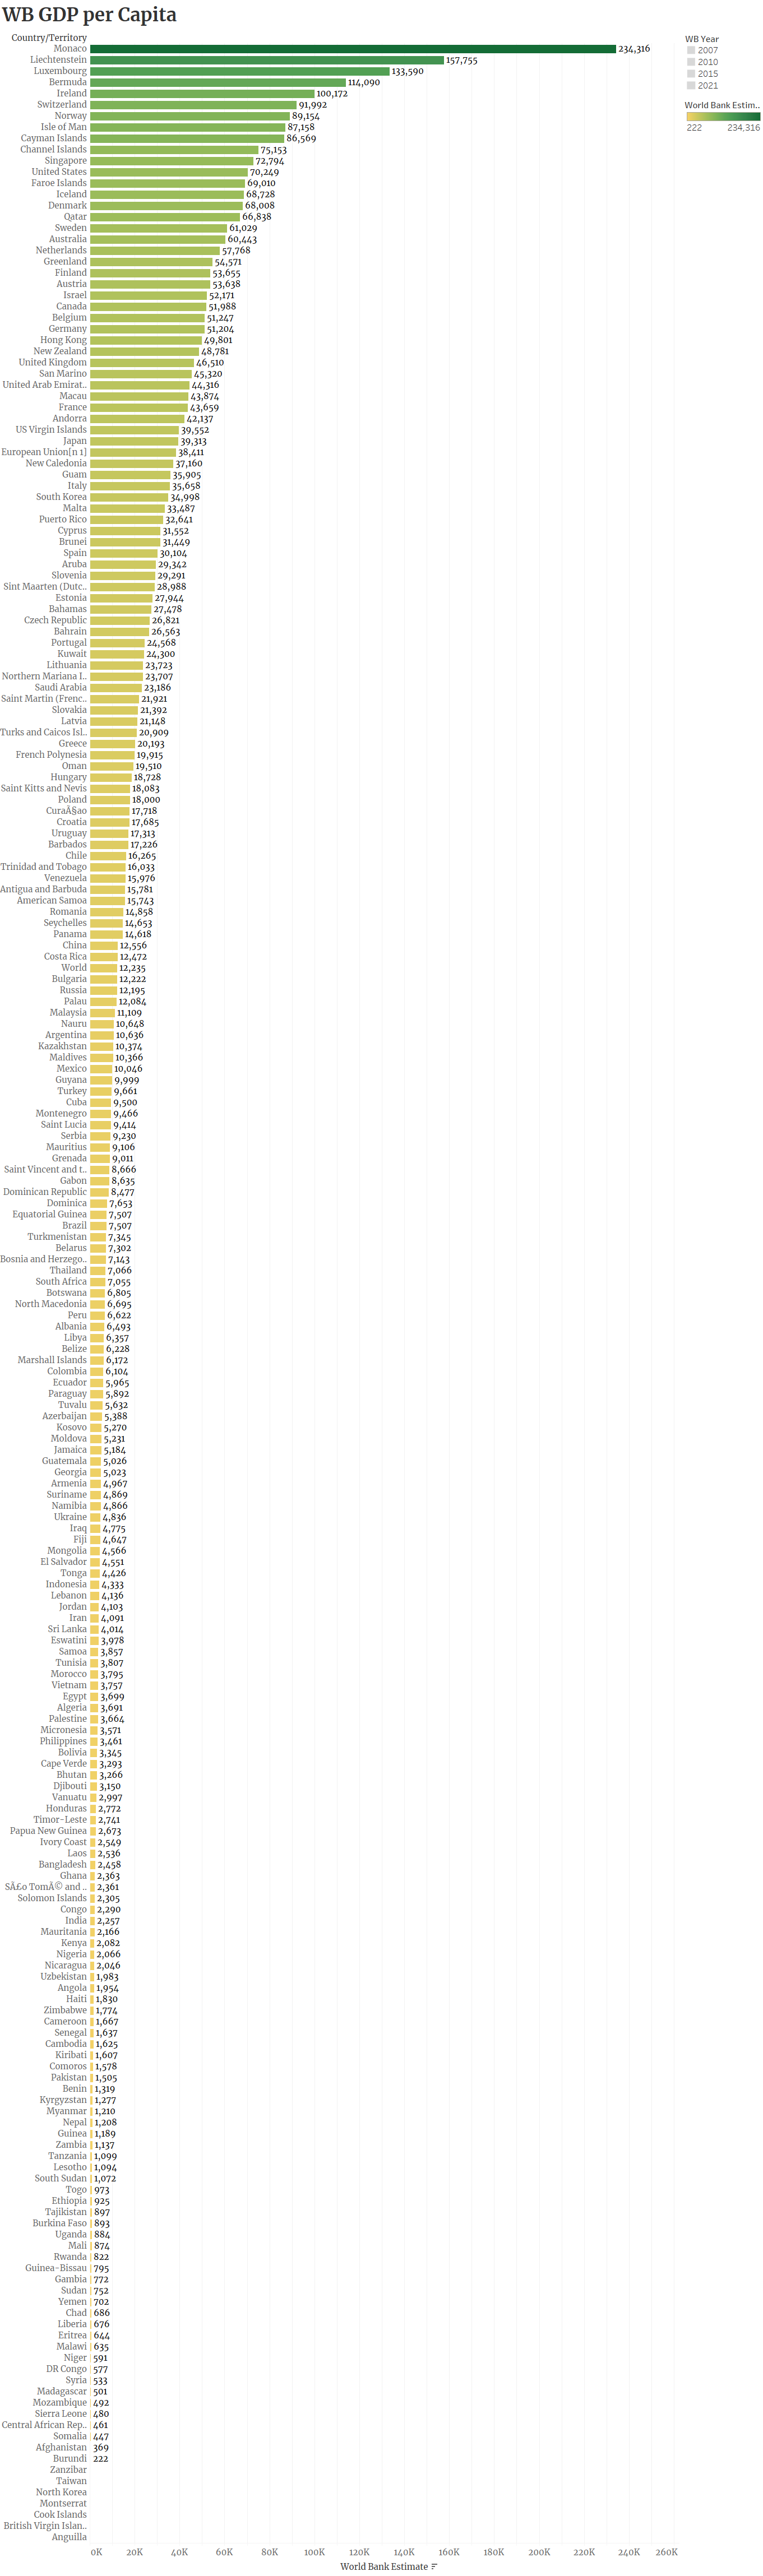 WB GDP per Capita
Country/Territory
Monaco 234,316
Liechtenstein 157,755
Luxembourg 133,590
Bermuda 114,090
Ireland 100,172
Switzerland 91,992
Norway 89,154
Isle of Man 87,158
Cayman Islands 86,569
Channel Islands 75,153
Singapore 72,794
United States 70,249
Faroe Islands 69,010
Iceland 68,728
Denmark 68,008
Qatar 66,838
Sweden 61,029
Australia 60,443
Netherlands 57,768
Greenland 54,571
Finland 53,655
Austria 53,638
Israel 52,171
Canada 51,988
Belgium 51,247
Germany 51,204
Hong Kong 49,801
New Zealand 48,781
United Kingdom 46,510
San Marino 45,320
United Arab Emirat.. 44,316
Macau 43,874
France 43,659
Andorra 42,137
US Virgin Islands 39,552
Japan 39,313
European Union[n 1] 38,411
New Caledonia 37,160
Guam 35,905
Italy 35,658
South Korea 34,998
Malta 33,487
Puerto Rico 32,641
Cyprus 31,552
Brunei 31,449
Spain 30,104
Aruba 29,342
Slovenia 29,291
Sint Maarten (Dutc.. 28,988
Estonia 27,944
Bahamas 27,478
Czech Republic 26,821
Bahrain 26,563
Portugal 24,568
Kuwait 24,300
Lithuania 23,723
Northern Mariana I.. 23,707
Saudi Arabia 23,186
Saint Martin (Frenc.. 21,921
Slovakia 21,392
Latvia 21,148
Turks and Caicos Isl.. 20,909
Greece 20,193
French Polynesia 19,915
Oman 19,510
Hungary 18,728
Saint Kitts and Nevis 18,083
Poland 18,000
CuraÃ§ao 17,718
Croatia 17,685
Uruguay 17,313
Barbados 17,226
Chile 16,265
Trinidad and Tobago 16,033
Venezuela 15,976
Antigua and Barbuda 15,781
American Samoa 15,743
Romania 14,858
Seychelles 14,653
Panama 14,618
China 12,556
Costa Rica 12,472
World 12,235
Bulgaria 12,222
Russia 12,195
Palau 12,084
Malaysia 11,109
Nauru 10,648
Argentina 10,636
Kazakhstan 10,374
Maldives 10,366
Mexico 10,046
Guyana 9,999
Turkey 9,661
Cuba 9,500
Montenegro 9,466
Saint Lucia 9,414
Serbia 9,230
Mauritius 9,106
Grenada 9,011
Saint Vincent and t.. 8,666
Gabon 8,635
Dominican Republic 8,477
Dominica 7,653
Equatorial Guinea 7,507
Brazil 7,507
Turkmenistan 7,345
Belarus 7,302
Bosnia and Herzego.. 7,143
Thailand 7,066
South Africa 7,055
Botswana 6,805
North Macedonia 6,695
Peru 6,622
Albania 6,493
Libya 6,357
Belize 6,228
Marshall Islands 6,172
Colombia 6,104
Ecuador 5,965
Paraguay 5,892
Tuvalu 5,632
Azerbaijan 5,388
Kosovo 5,270
Moldova 5,231
Jamaica 5,184
Guatemala 5,026
Georgia 5,023
Armenia 4,967
Suriname 4,869
Namibia 4,866
Ukraine 4,836
Iraq 4,775
Fiji 4,647
Mongolia 4,566
El Salvador 4,551
Tonga 4,426
Indonesia 4,333
Lebanon 4,136
Jordan 4,103
Iran 4,091
Sri Lanka 4,014
Eswatini 3,978
Samoa 3,857
Tunisia 3,807
Morocco 3,795
Vietnam 3,757
Egypt 3,699
Algeria 3,691
Palestine 3,664
Micronesia 3,571
Philippines 3,461
Bolivia 3,345
Cape Verde 3,293
Bhutan 3,266
Djibouti 3,150
Vanuatu 2,997
Honduras 2,772
Timor-Leste 2,741
Papua New Guinea 2,673
Ivory Coast 2,549
Laos 2,536
Bangladesh 2,458
Ghana 2,363
SÃ£o TomÃ© and .. 2,361
Solomon Islands 2,305
Congo 2,290
India 2,257
Mauritania 2,166
Kenya 2,082
Nigeria 2,066
Nicaragua 2,046
Uzbekistan 1,983
Angola 1,954
Haiti 1,830
Zimbabwe 1,774
Cameroon 1,667
Senegal 1,637
Cambodia 1,625
Kiribati 1,607
Comoros 1,578
Pakistan 1,505
Benin 1,319
Kyrgyzstan 1,277
Myanmar 1,210
Nepal 1,208
Guinea 1,189
Zambia 1,137
Tanzania 1,099
Lesotho 1,094
South Sudan 1,072
Togo 973
Ethiopia 925
Tajikistan 897
Burkina Faso 893
Uganda 884
Mali 874
Rwanda 822
Guinea-Bissau 795
Gambia 772
Sudan 752
Yemen 702
Chad 686
Liberia 676
Eritrea 644
Malawi 635
Niger 591
DR Congo 577
Syria 533
Madagascar 501
Mozambique 492
Sierra Leone 480
Central African Rep.. 461
Somalia 447
Afghanistan 369
Burundi 222
Zanzibar
Taiwan
North Korea
Montserrat
Cook Islands
British Virgin Islan..
Anguilla
0K 20K 40K 60K 80K 100K 120K 140K 160K 180K 200K 220K 240K 260K
World Bank Estimate
WB Year
2007
2010
2015
2021
World Bank Estim..
222 234,316